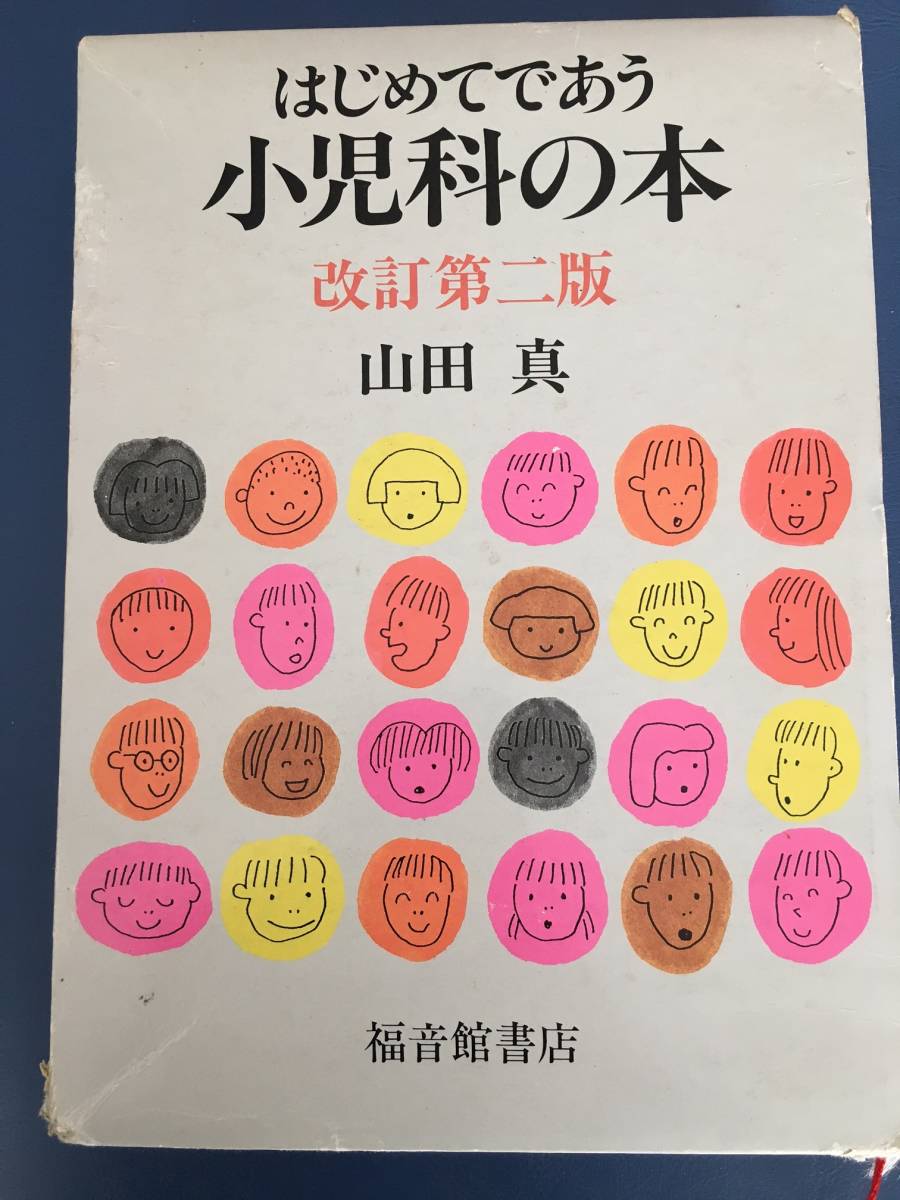 はじめてであう
小児科の本
改訂第二版
山田 真
福音館書店